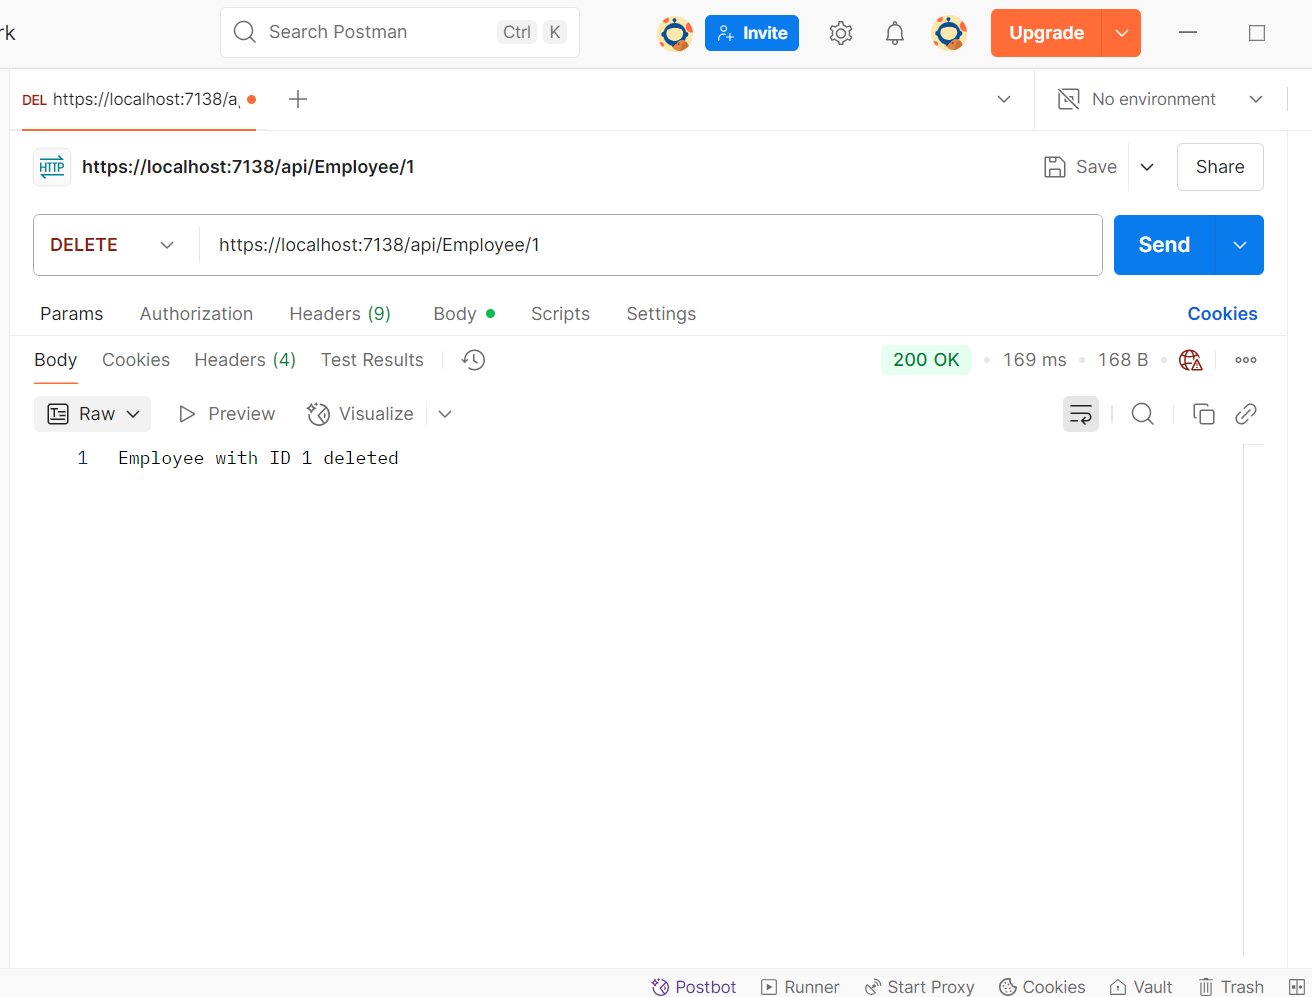 rk
Search Postman Ctrl K Invite Upgrade
DEL https://localhost:7138/a No environment
HTTP https://localhost:7138/api/Employee/1 Save Share
DELETE https://localhost:7138/api/Employee/1 Send
Params Authorization Headers (9) Body Scripts Settings Cookies
Body Cookies Headers (4) Test Results 200 OK 169 ms 168 B
Raw Preview Visualize
1 Employee with ID 1 deleted
Postbot Runner Start Proxy Cookies Vault Trash